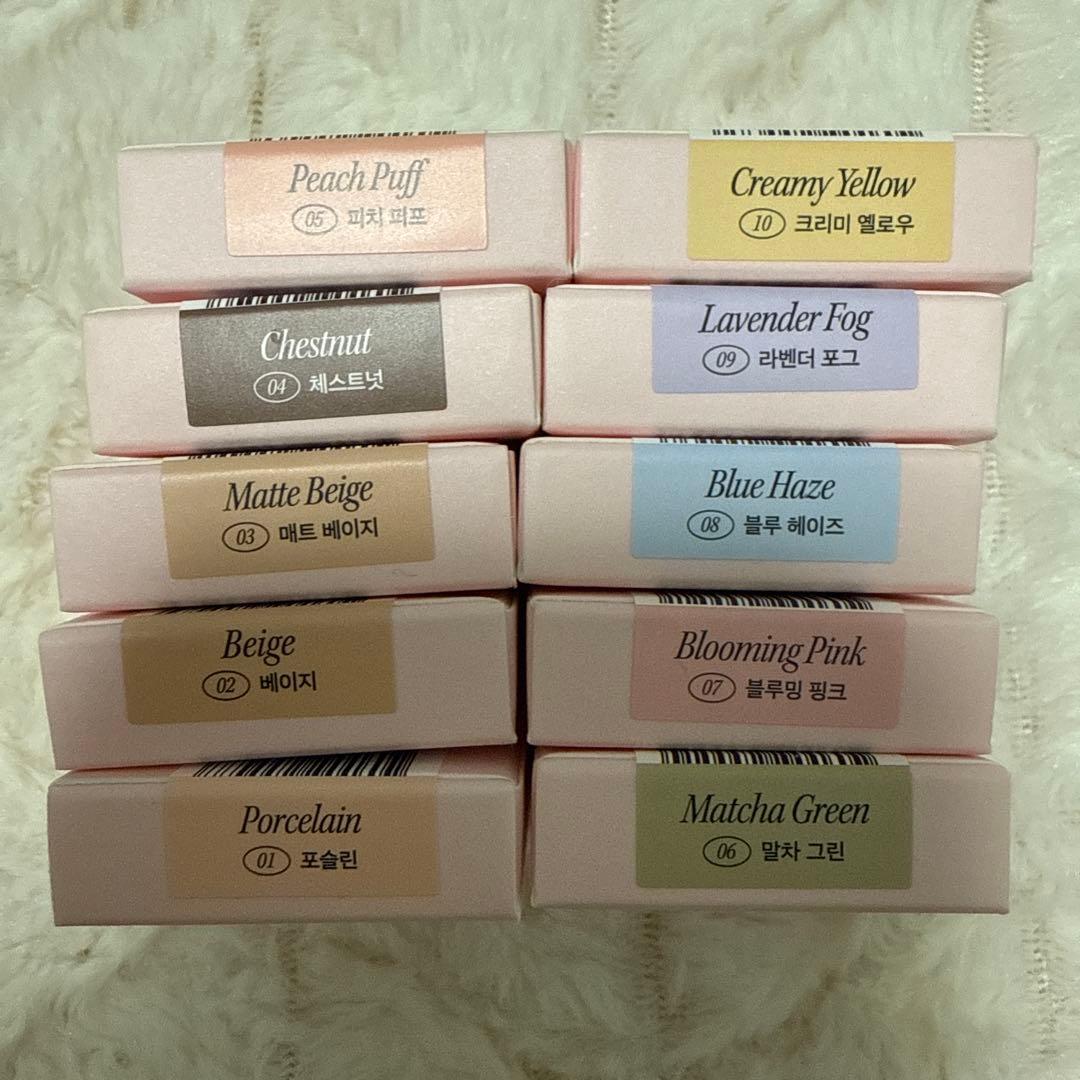 Peach Puff
05 피치 퍼프
Chestnut
04 체스트넛
Matte Beige
03 매트 베이지
Beige
02 베이지
Porcelain
01 포슬린
Creamy Yellow
10 크리미 옐로우
Lavender Fog
09 라벤더 포그
Blue Haze
08 블루 헤이즈
Blooming Pink
07 블루밍 핑크
Matcha Green
06 말차 그린